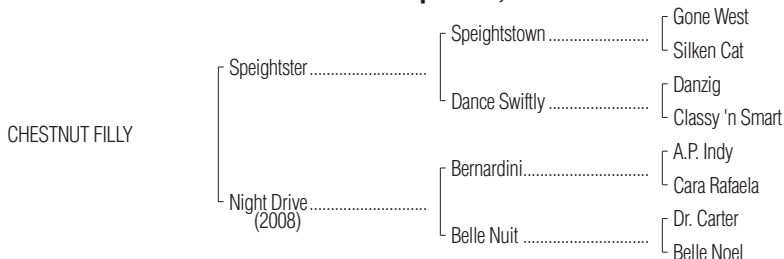 Gone West
Speightstown
Silken Cat
Speightster
Danzig
Dance Swiftly
Classy 'n Smart
CHESTNUT FILLY
A.P. Indy
Bernardini
Cara Rafaela
Night Drive
(2008)
Dr. Carter
Belle Nuit
Belle Noel